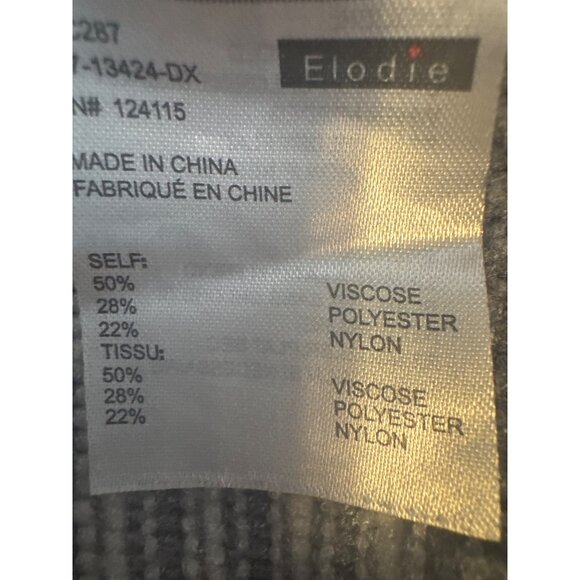 C287
7-13424-DX
Elodie
N# 124115
MADE IN CHINA
FABRIQUÉ EN CHINE
SELF:
50% VISCOSE
28% POLYESTER
22% NYLON
TISSU:
50% VISCOSE
28% POLYESTER
22% NYLON